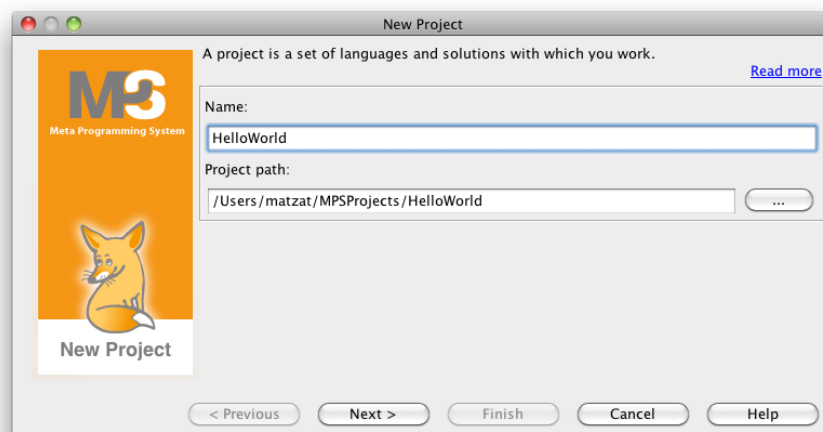 New Project
A project is a set of languages and solutions with which you work.
Read more
MPS
Meta Programming System
Name:
HelloWorld
Project path:
/Users/matzat/MPSProjects/HelloWorld
...
New Project
< Previous
Next >
Finish
Cancel
Help